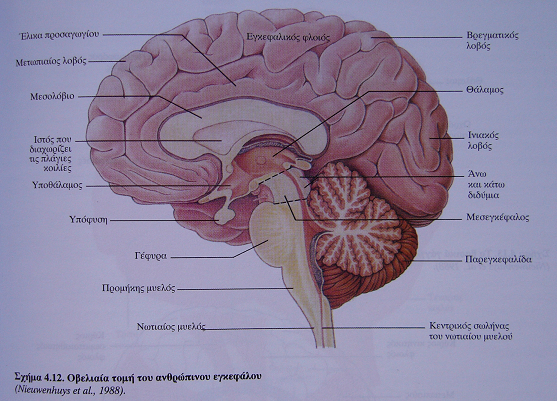 Έλικα προσαγωγίου
Μετωπιαίος λοβός
Μεσολόβιο
Ιστός που
διαχωρίζει
τις πλάγιες
κοιλίες
Υποθάλαμος
Υπόφυση
Γέφυρα
Προμήκης μυελός
Νωτιαίος μυελός
Εγκεφαλικός φλοιός
Βρεγματικός
λοβός
Θάλαμος
Ινιακός
λοβός
Άνω
και κάτω
διδύμια
Μεσεγκέφαλος
Παρεγκεφαλίδα
Κεντρικός σωλήνας
του νωτιαίου μυελού
Σχήμα 4.12. Οβελιαία τομή του ανθρώπινου εγκεφάλου
(Nieuwenhuys et al., 1988).